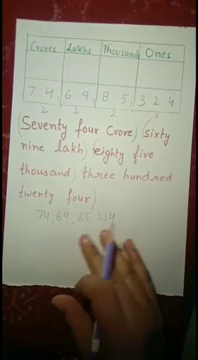 Crores Lakhs Thousand Ones
7 4, 6 9, 8 5, 3 2 4
2 2 2 3
(Seventy four Crore) (sixty
nine lakh) (eighty five
thousand) three hundred
twenty four)
74,69,85,324